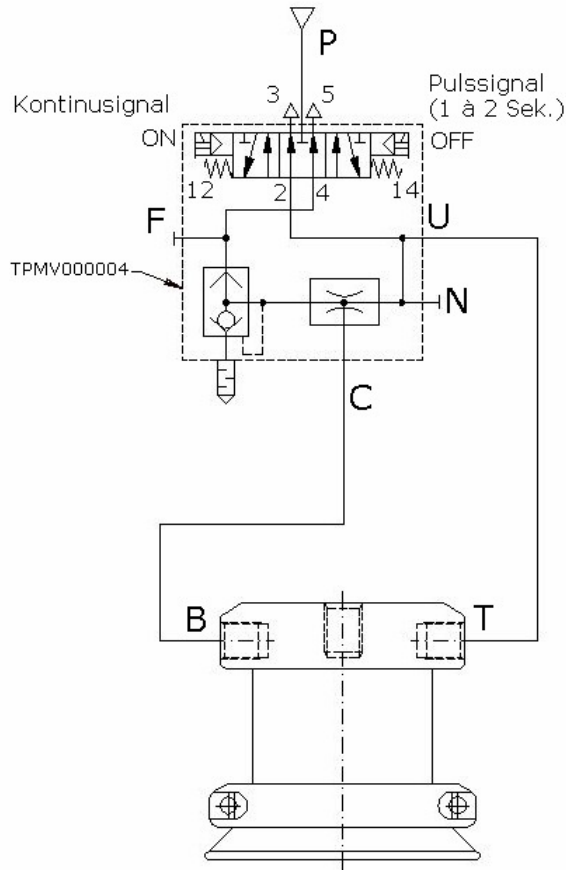 P
3 5
Kontinusignal
Pulssignal
(1 à 2 Sek.)
ON
OFF
12 2 4 14
F
U
TPMV000004
N
C
B
T